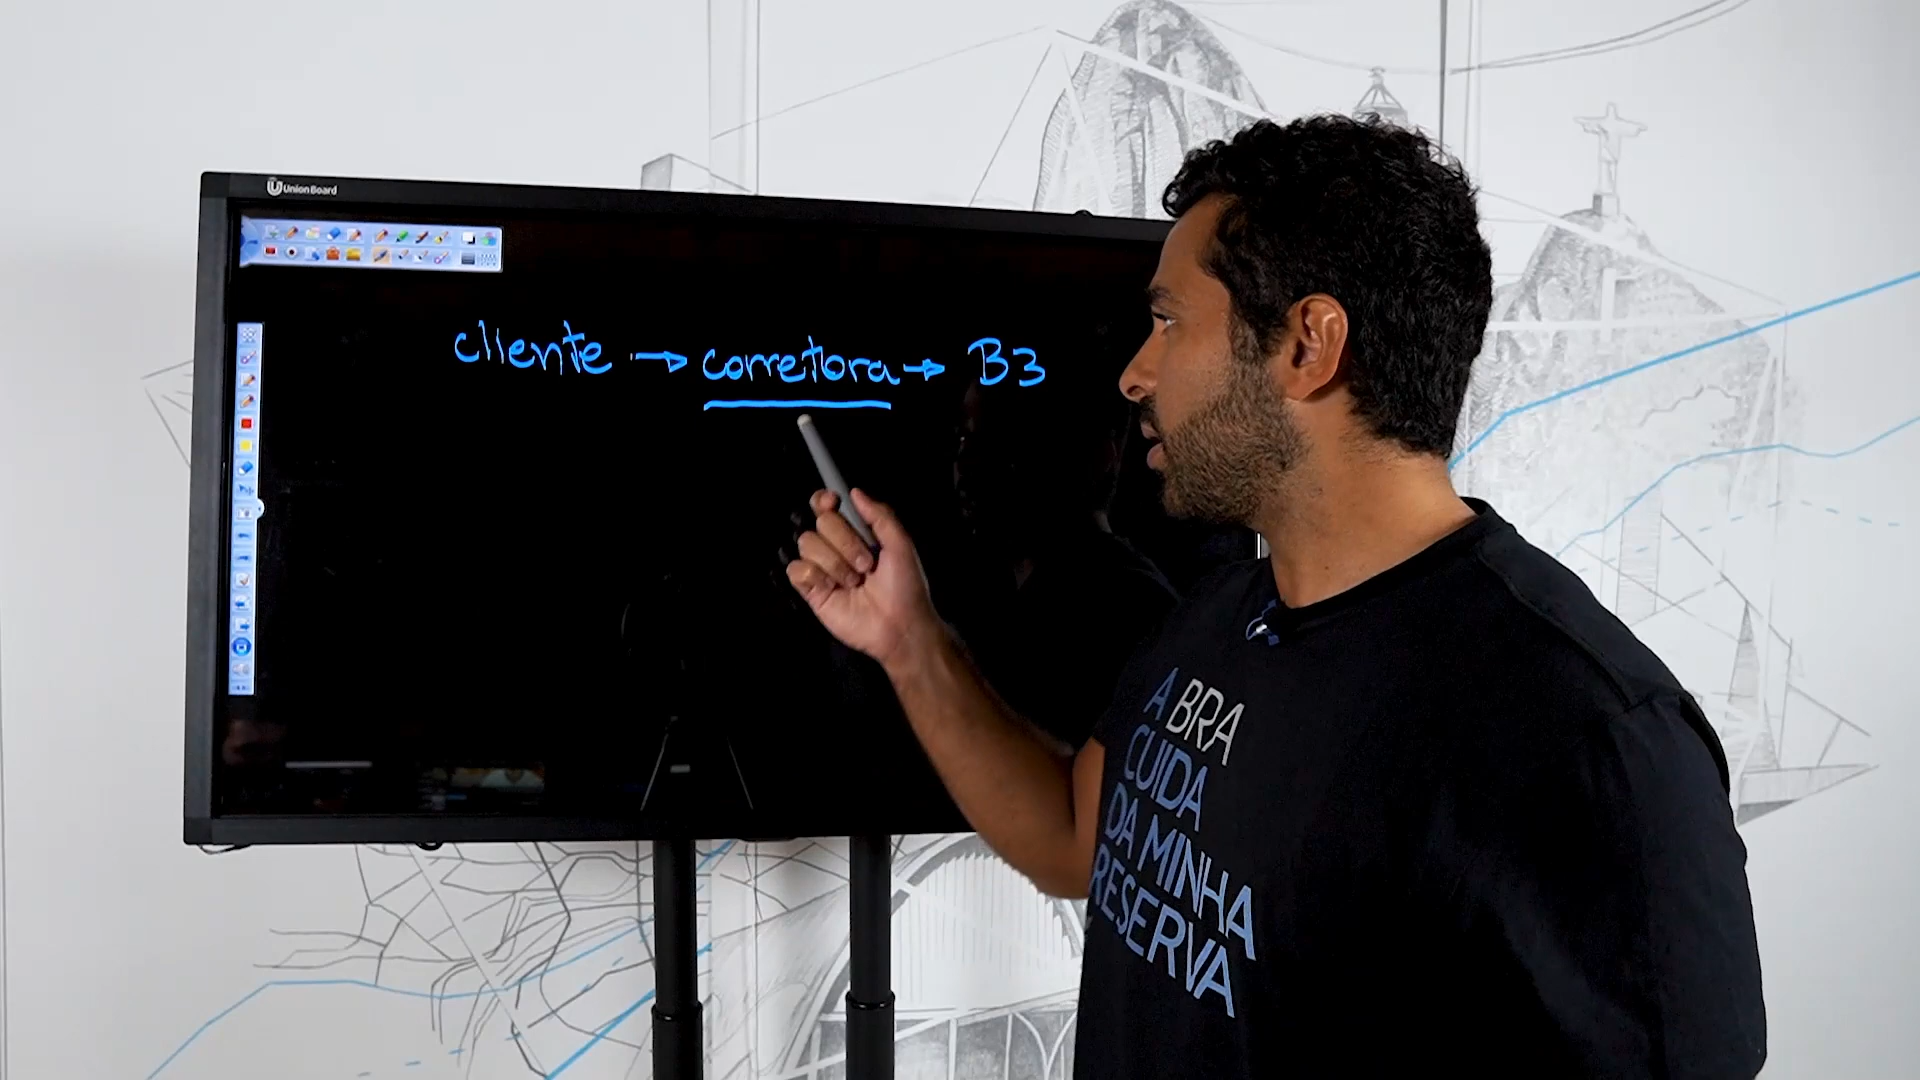 UnionBoard
cliente → corretora → B3
A BRA
CUIDA
DA MINHA
RESERVA